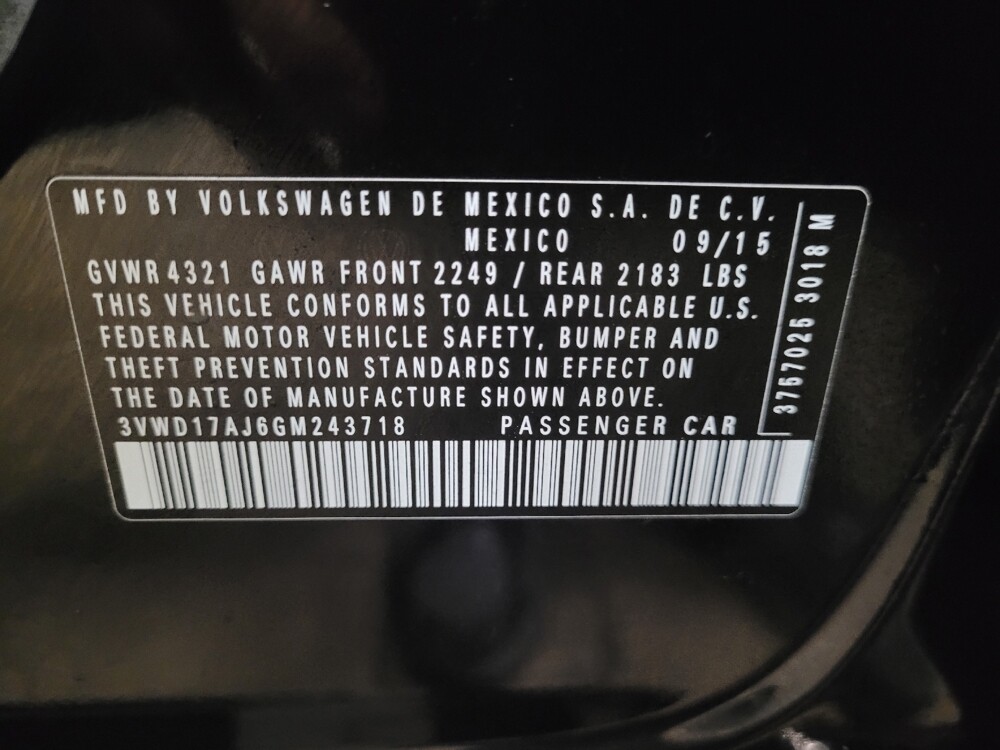 MFD BY VOLKSWAGEN DE MEXICO S.A. DE C.V.
MEXICO 09/15
GVWR 4321 GAWR FRONT 2249 / REAR 2183 LBS
THIS VEHICLE CONFORMS TO ALL APPLICABLE U.S.
FEDERAL MOTOR VEHICLE SAFETY, BUMPER AND
THEFT PREVENTION STANDARDS IN EFFECT ON
THE DATE OF MANUFACTURE SHOWN ABOVE.
3VWD17AJ6GM243718 PASSENGER CAR
3757025 3018 M